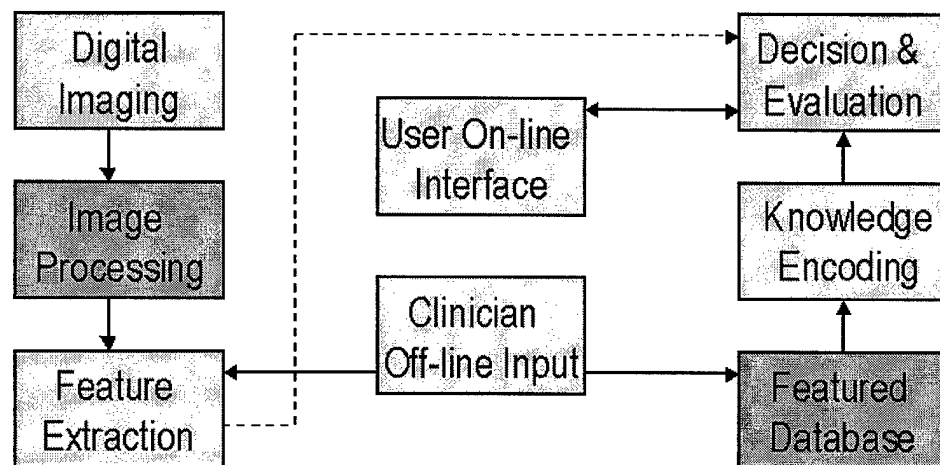 Digital
Imaging
Image
Processing
Feature
Extraction
User On-line
Interface
Clinician
Off-line Input
Decision &
Evaluation
Knowledge
Encoding
Featured
Database